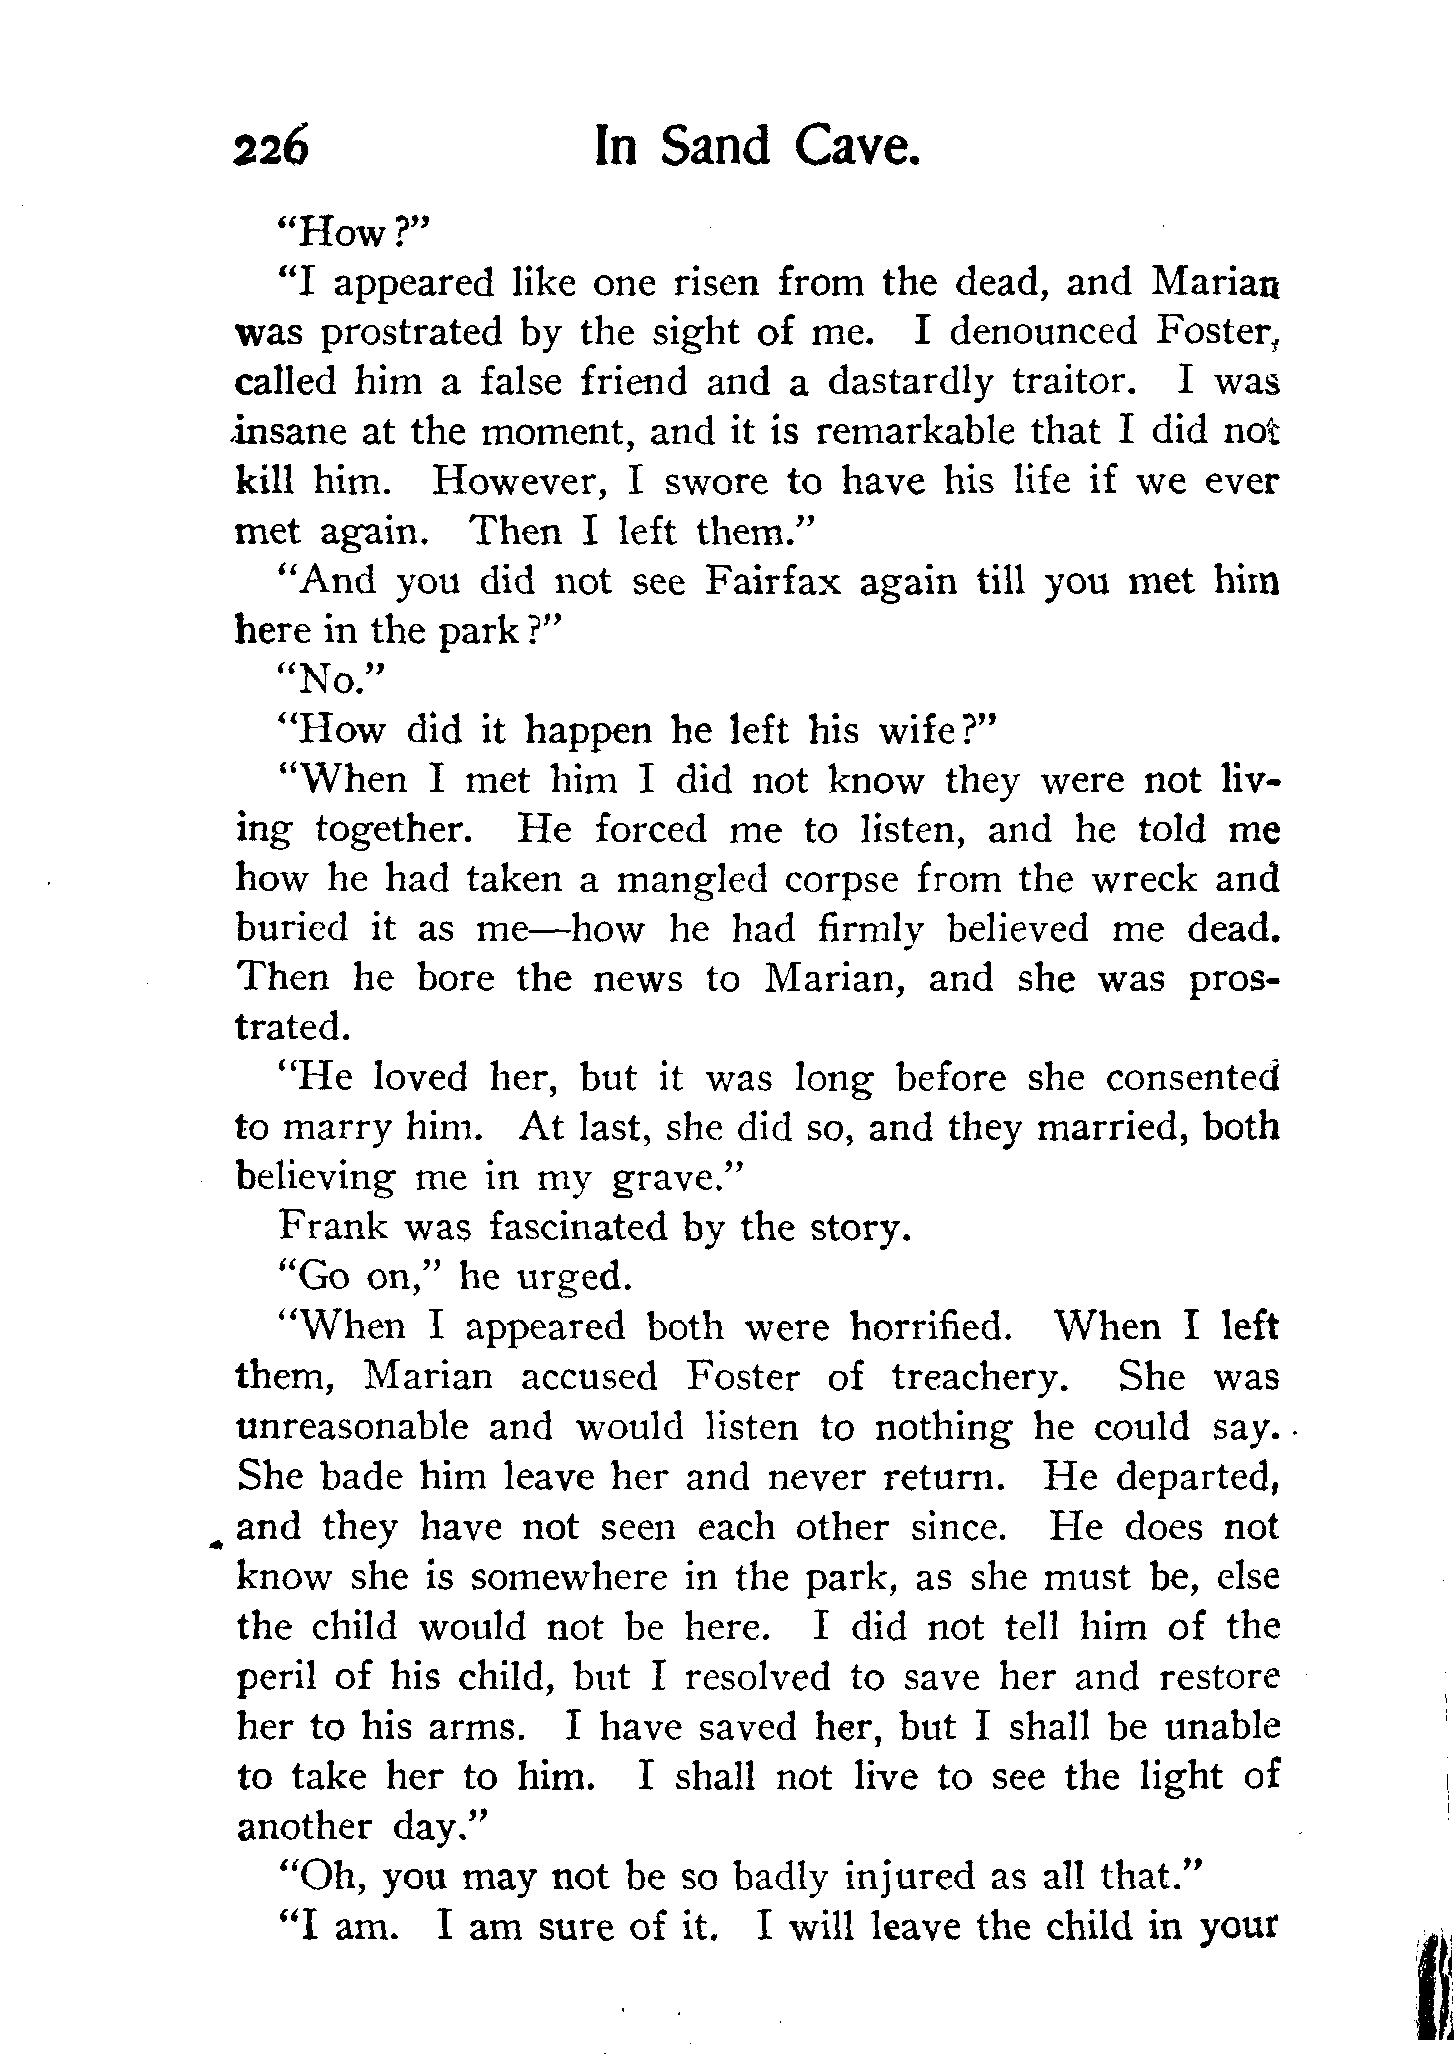 226 In Sand Cave.
“How?”
“I appeared like one risen from the dead, and Marian
was prostrated by the sight of me. I denounced Foster,
called him a false friend and a dastardly traitor. I was
insane at the moment, and it is remarkable that I did not
kill him. However, I swore to have his life if we ever
met again. Then I left them.”
“And you did not see Fairfax again till you met him
here in the park?”
“No.”
“How did it happen he left his wife?”
“When I met him I did not know they were not liv-
ing together. He forced me to listen, and he told me
how he had taken a mangled corpse from the wreck and
buried it as me—how he had firmly believed me dead.
Then he bore the news to Marian, and she was pros-
trated.
“He loved her, but it was long before she consented
to marry him. At last, she did so, and they married, both
believing me in my grave.”
Frank was fascinated by the story.
“Go on,” he urged.
“When I appeared both were horrified. When I left
them, Marian accused Foster of treachery. She was
unreasonable and would listen to nothing he could say.
She bade him leave her and never return. He departed,
and they have not seen each other since. He does not
know she is somewhere in the park, as she must be, else
the child would not be here. I did not tell him of the
peril of his child, but I resolved to save her and restore
her to his arms. I have saved her, but I shall be unable
to take her to him. I shall not live to see the light of
another day.”
“Oh, you may not be so badly injured as all that.”
“I am. I am sure of it. I will leave the child in your